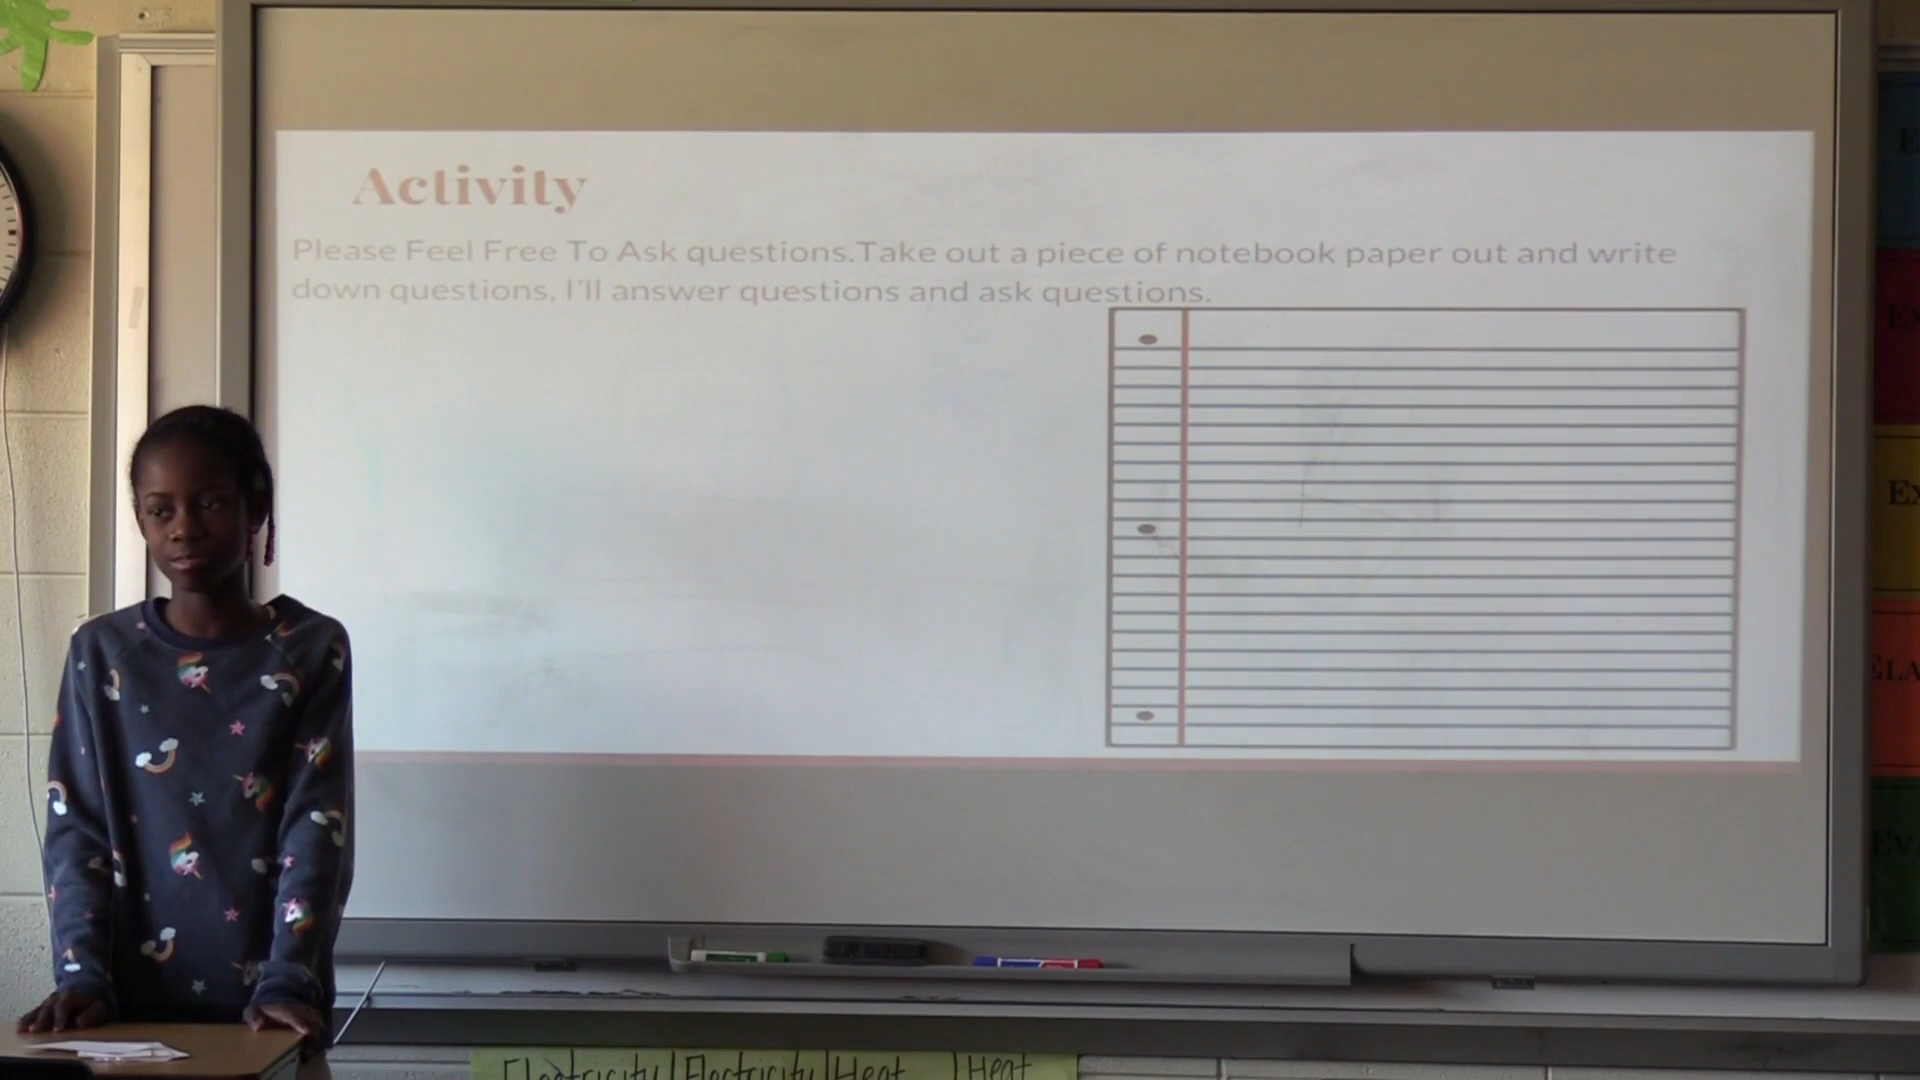 Activity
Please Feel Free To Ask questions.Take out a piece of notebook paper out and write
down questions, I'll answer questions and ask questions.
Electricity Electricity Heat Heat